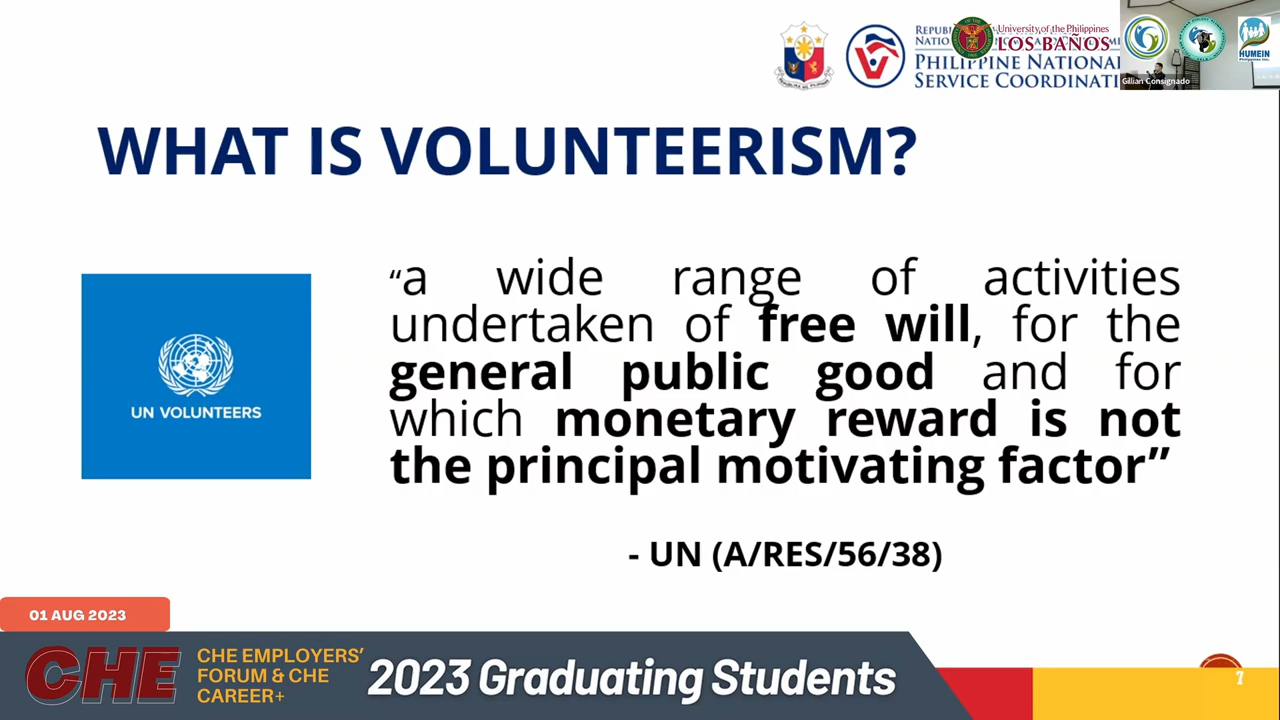 University of the Philippines
LOS BAÑOS
PHILIPPINE NATIONAL
SERVICE COORDINATI
HUMEIN
Philippines Inc.
Gilian Consignado
WHAT IS VOLUNTEERISM?
“a wide range of activities
undertaken of free will, for the
general public good and for
which monetary reward is not
the principal motivating factor”
UN VOLUNTEERS
- UN (A/RES/56/38)
01 AUG 2023
CHE
CHE EMPLOYERS’
FORUM & CHE
CAREER+
2023 Graduating Students
7